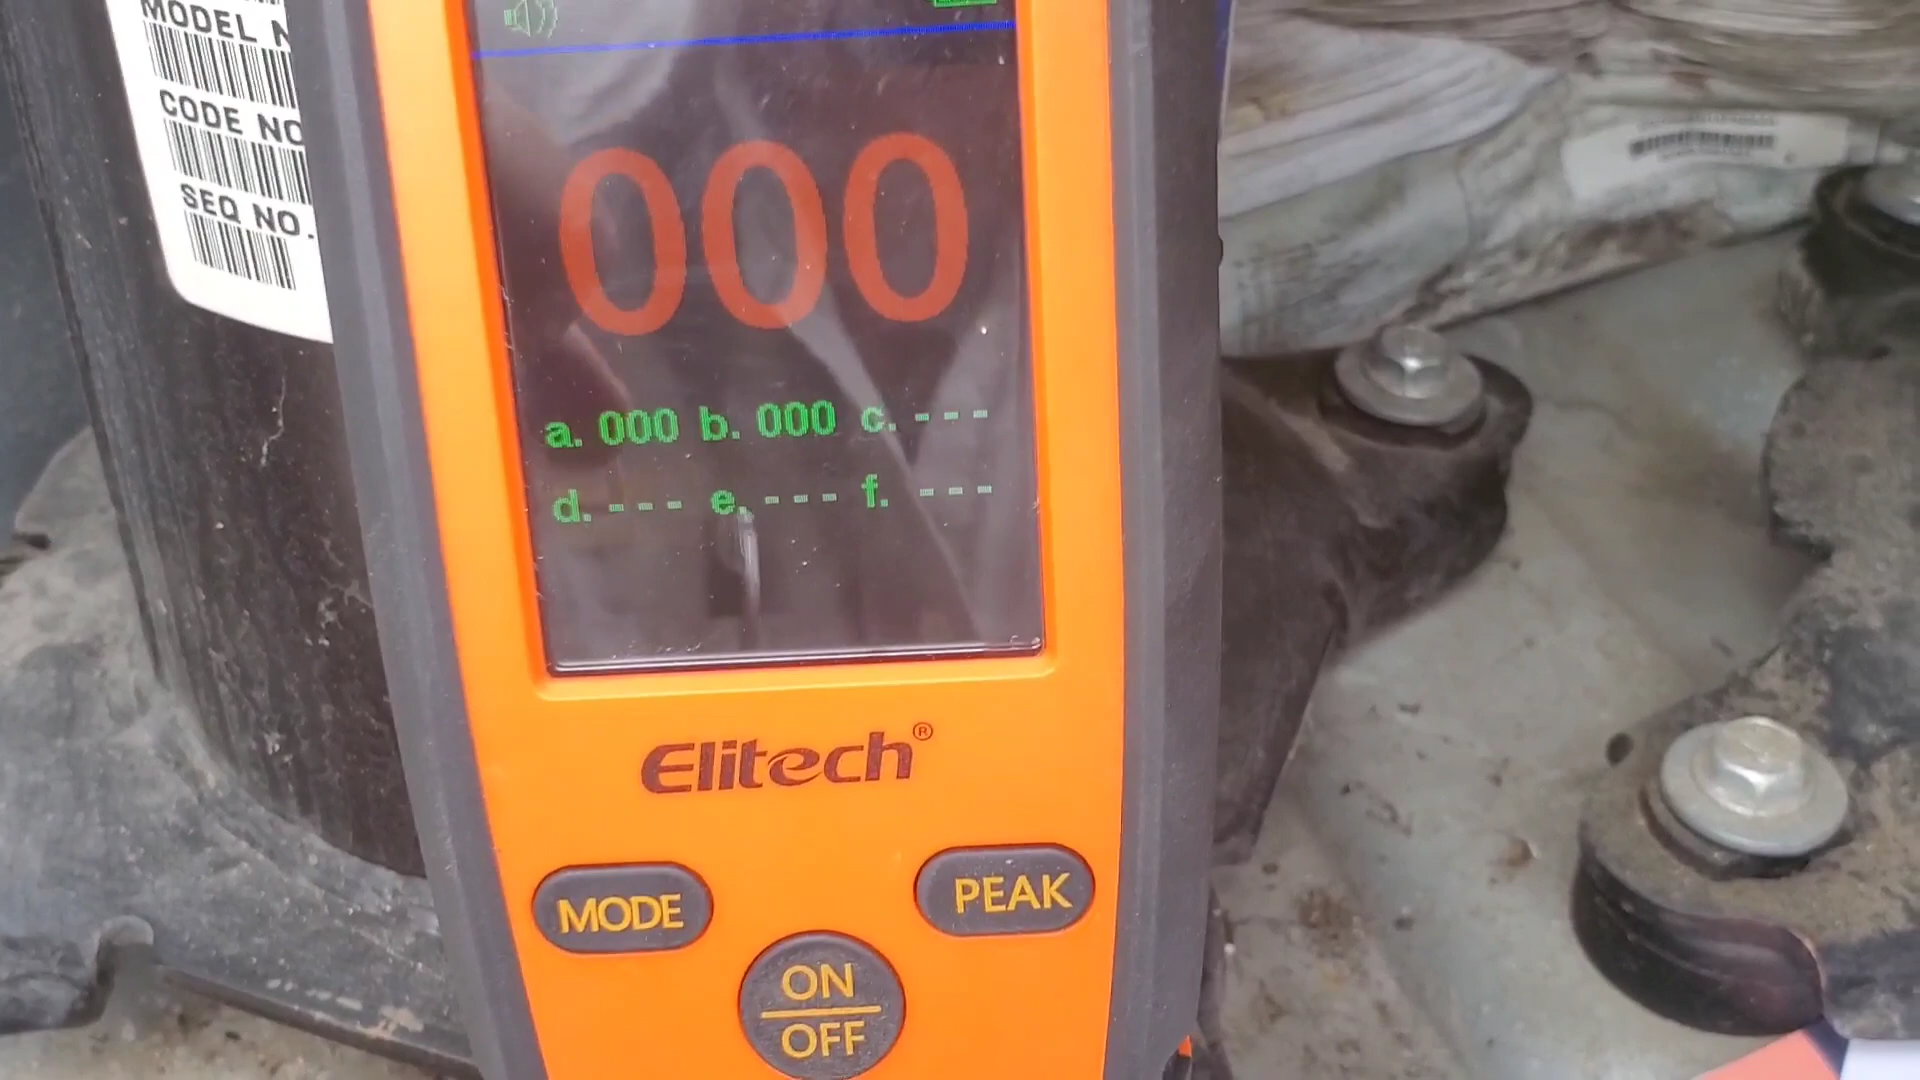 MODEL N
CODE NO
SEQ NO.
000
a. 000 b. 000 c. ---
d. --- e. --- f. ---
Elitech®
MODE
PEAK
ON
OFF